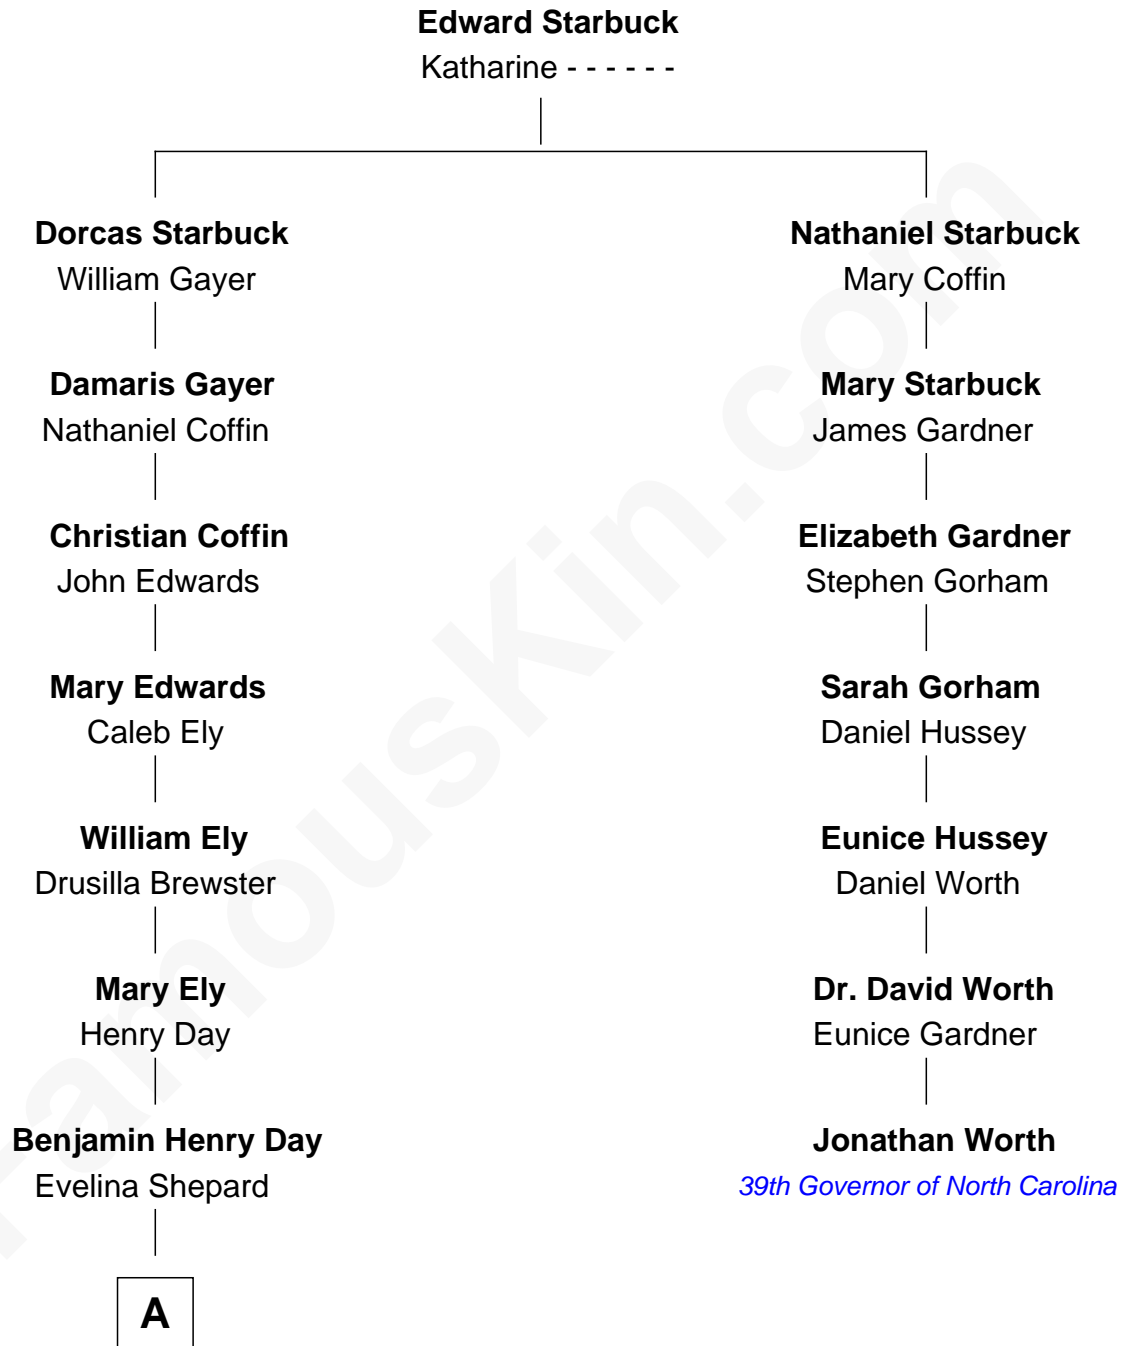 Edward Starbuck
Katharine - - - - - -
Dorcas Starbuck
William Gayer
Nathaniel Starbuck
Mary Coffin
Damaris Gayer
Nathaniel Coffin
Mary Starbuck
James Gardner
Christian Coffin
John Edwards
Elizabeth Gardner
Stephen Gorham
Mary Edwards
Caleb Ely
Sarah Gorham
Daniel Hussey
William Ely
Drusilla Brewster
Eunice Hussey
Daniel Worth
Mary Ely
Henry Day
Dr. David Worth
Eunice Gardner
Benjamin Henry Day
Evelina Shepard
Jonathan Worth
39th Governor of North Carolina
A
FamousKin.com